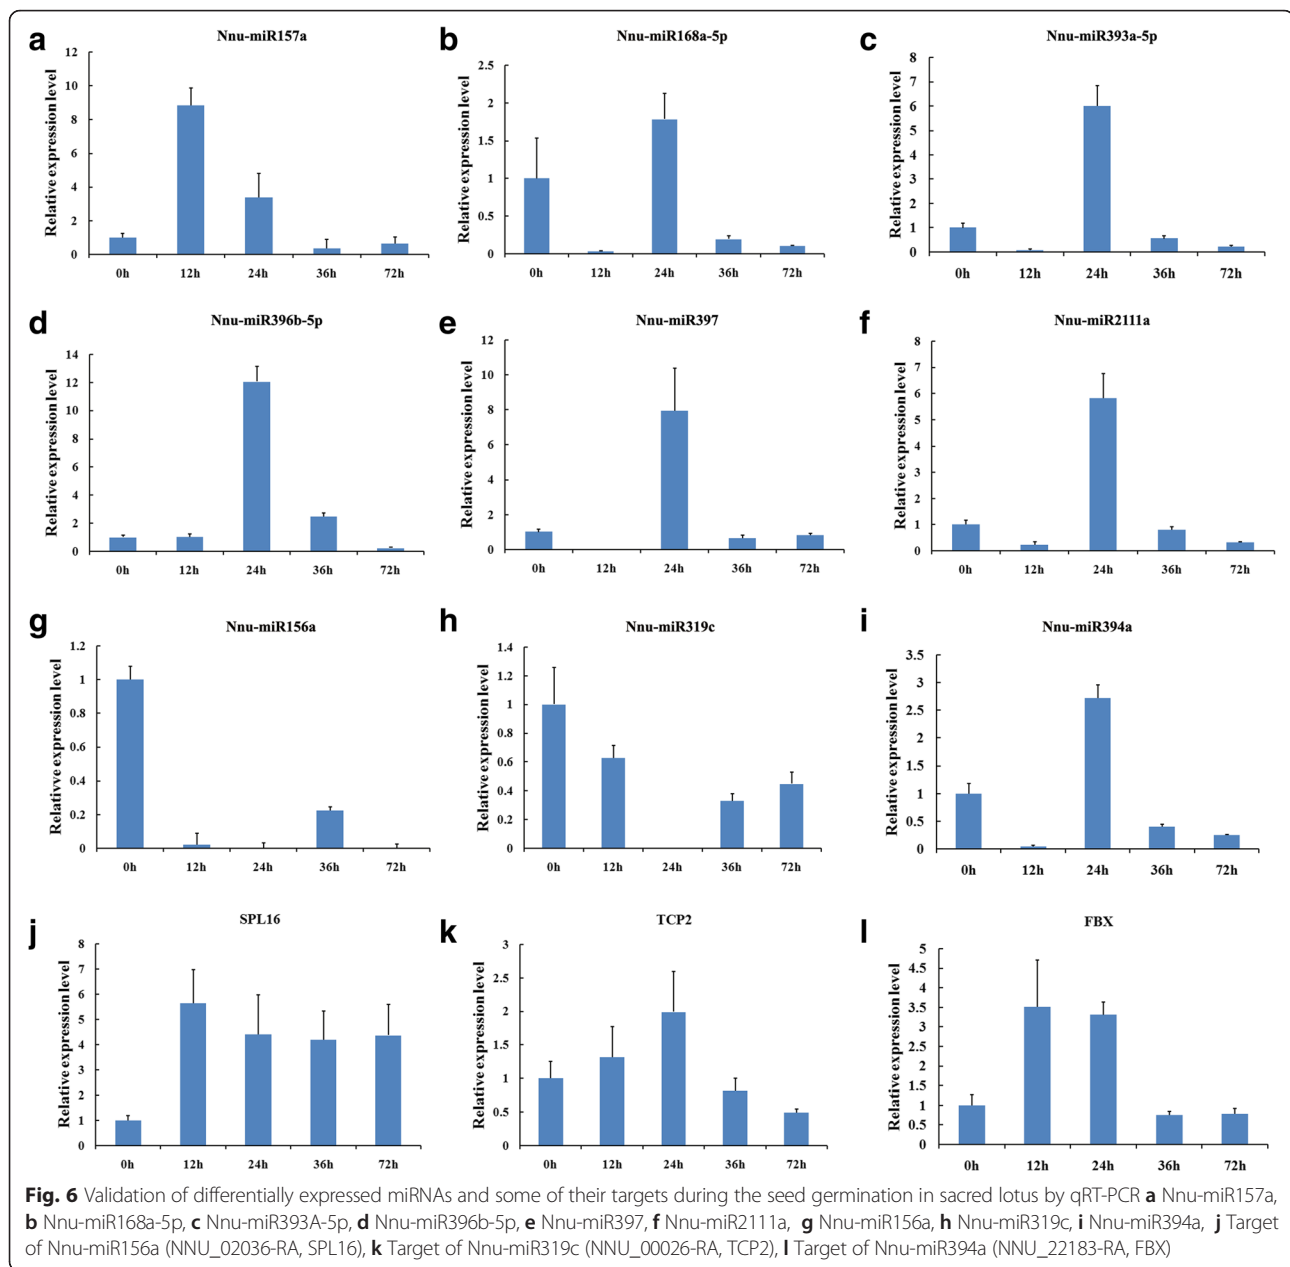 a
Nnu-miR157a
Relative expression level
12
10
8
6
4
2
0
0h 12h 24h 36h 72h
b
Nnu-miR168a-5p
Relative expression level
2.5
2
1.5
1
0.5
0
0h 12h 24h 36h 72h
c
Nnu-miR393a-5p
Relative expression level
8
7
6
5
4
3
2
1
0
0h 12h 24h 36h 72h
d
Nnu-miR396b-5p
Relative expression level
14
12
10
8
6
4
2
0
0h 12h 24h 36h 72h
e
Nnu-miR397
Relative expression level
12
10
8
6
4
2
0
0h 12h 24h 36h 72h
f
Nnu-miR2111a
Relative expression level
8
7
6
5
4
3
2
1
0
0h 12h 24h 36h 72h
g
Nnu-miR156a
Relativve expression level
1.2
1
0.8
0.6
0.4
0.2
0
0h 12h 24h 36h 72h
h
Nnu-miR319c
Relative expression level
1.4
1.2
1
0.8
0.6
0.4
0.2
0
0h 12h 24h 36h 72h
i
Nnu-miR394a
Relative expression level
3.5
3
2.5
2
1.5
1
0.5
0
0h 12h 24h 36h 72h
j
SPL16
Relative expression level
8
7
6
5
4
3
2
1
0
0h 12h 24h 36h 72h
k
TCP2
Relative expression level
3
2.5
2
1.5
1
0.5
0
0h 12h 24h 36h 72h
l
FBX
Relative expression level
5
4.5
4
3.5
3
2.5
2
1.5
1
0.5
0
0h 12h 24h 36h 72h
Fig. 6 Validation of differentially expressed miRNAs and some of their targets during the seed germination in sacred lotus by qRT-PCR a Nnu-miR157a,
b Nnu-miR168a-5p, c Nnu-miR393A-5p, d Nnu-miR396b-5p, e Nnu-miR397, f Nnu-miR2111a, g Nnu-miR156a, h Nnu-miR319c, i Nnu-miR394a, j Target
of Nnu-miR156a (NNU_02036-RA, SPL16), k Target of Nnu-miR319c (NNU_00026-RA, TCP2), l Target of Nnu-miR394a (NNU_22183-RA, FBX)